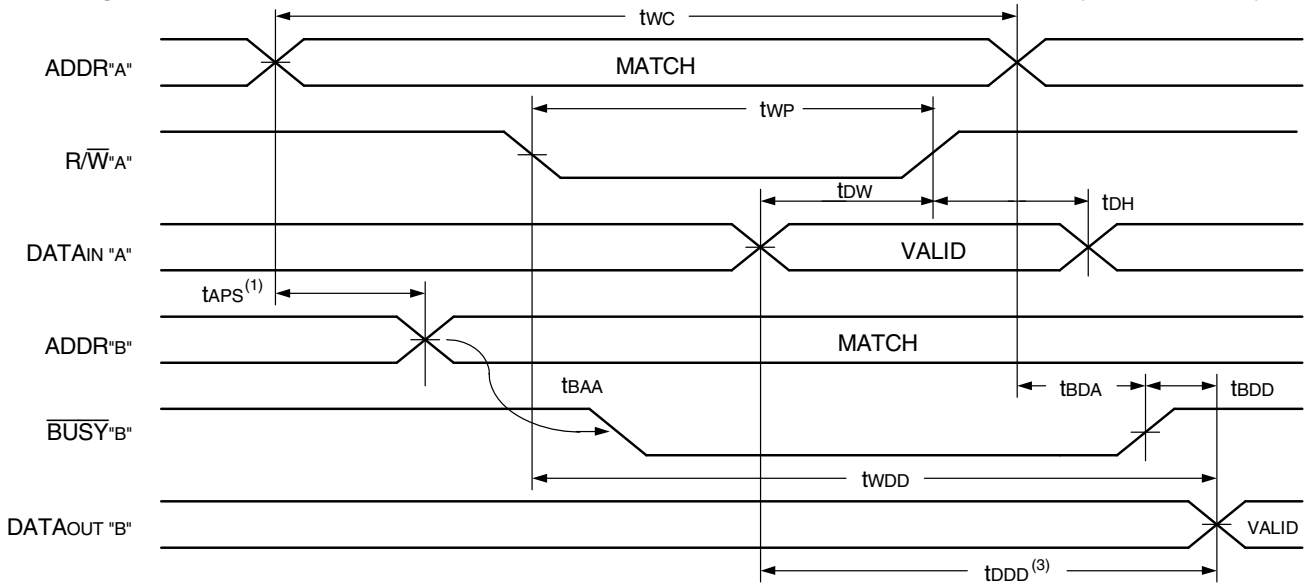 tWC
ADDR"A"
MATCH
tWP
R/W̅"A"
tDW
tDH
DATAIN "A"
VALID
tAPS(1)
ADDR"B"
MATCH
tBAA
tBDA
tBDD
B̅U̅S̅Y̅"B"
tWDD
DATAOUT "B"
VALID
tDDD(3)